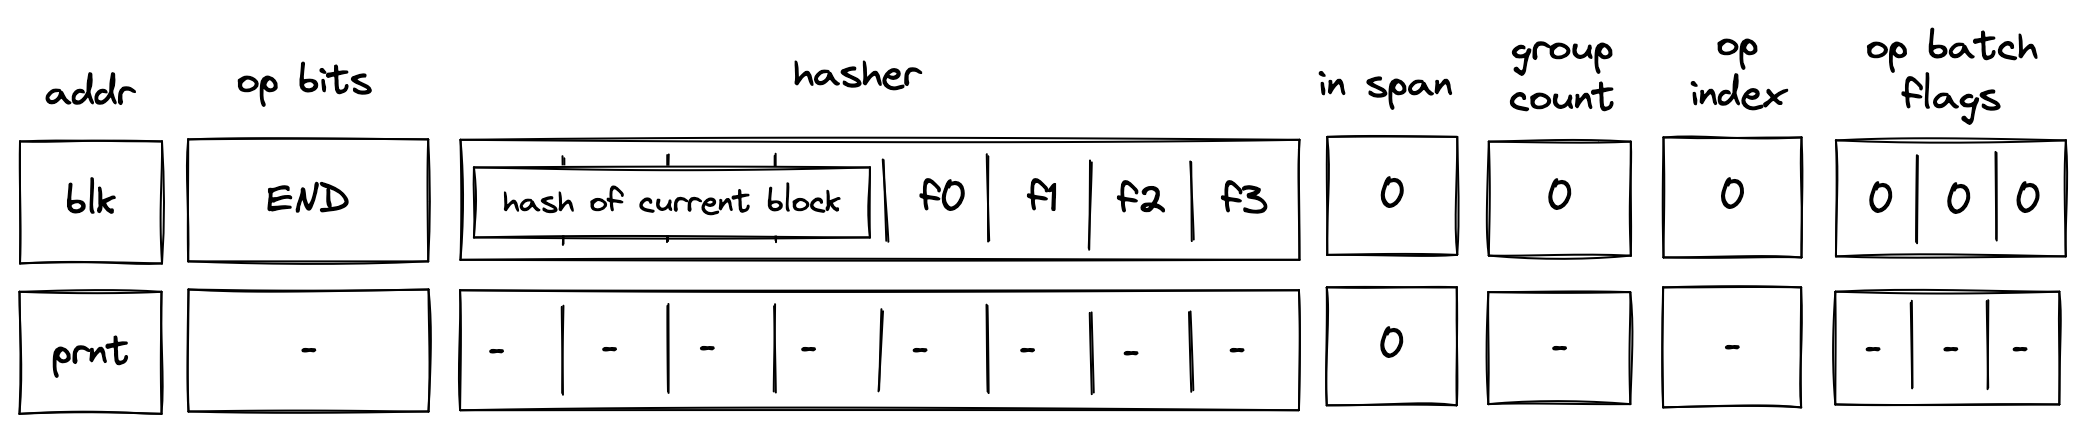 addr op bits hasher in span group count op index op batch flags
blk END hash of current block f0 f1 f2 f3 0 0 0 0 0 0
prnt - - - - - - - - - 0 - - - - -